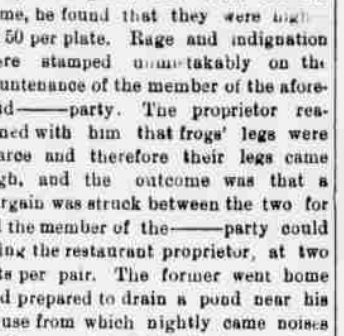 me, he found that they were high
50 per plate. Rage and indignation
re stamped unmistakably on the
untenance of the member of the afore-
id——party. The proprietor rea-
ned with him that frogs' legs were
arce and therefore their legs came
gh, and the outcome was that a
rgain was struck between the two for
l the member of the——party could
ing the restaurant proprietor, at two
ts per pair. The former went home
d prepared to drain a pond near his
use from which nightly came noises